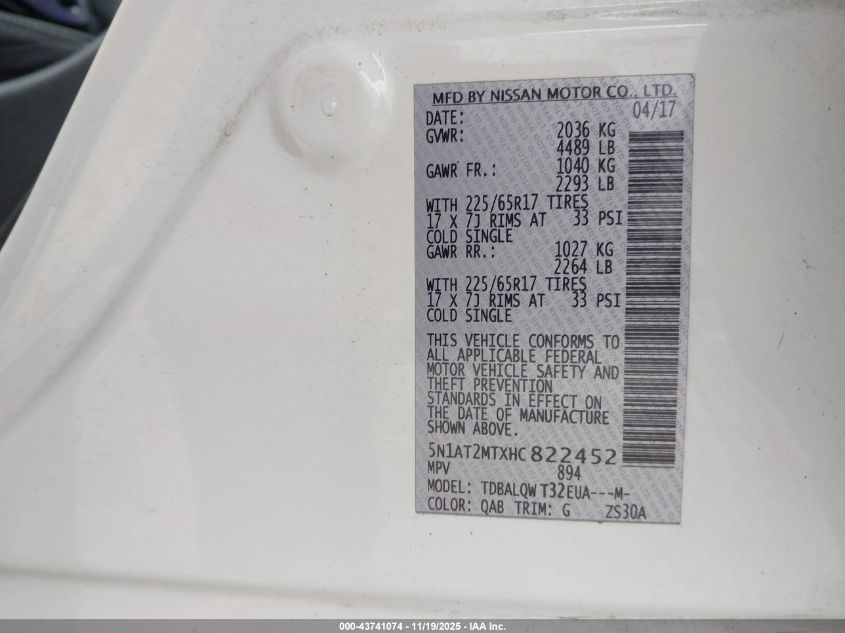 MFD BY NISSAN MOTOR CO., LTD.
DATE: 04/17
GVWR: 2036 KG
4489 LB
GAWR FR.: 1040 KG
2293 LB
WITH 225/65R17 TIRES
17 X 7J RIMS AT 33 PSI
COLD SINGLE
GAWR RR.: 1027 KG
2264 LB
WITH 225/65R17 TIRES
17 X 7J RIMS AT 33 PSI
COLD SINGLE
THIS VEHICLE CONFORMS TO
ALL APPLICABLE FEDERAL
MOTOR VEHICLE SAFETY AND
THEFT PREVENTION
STANDARDS IN EFFECT ON
THE DATE OF MANUFACTURE
SHOWN ABOVE.
5N1AT2MTXHC822452
MPV 894
MODEL: TDBALQW T32EUA---M-
COLOR: QAB TRIM: G ZS30A
000-43741074 - 11/19/2025 - IAA Inc.